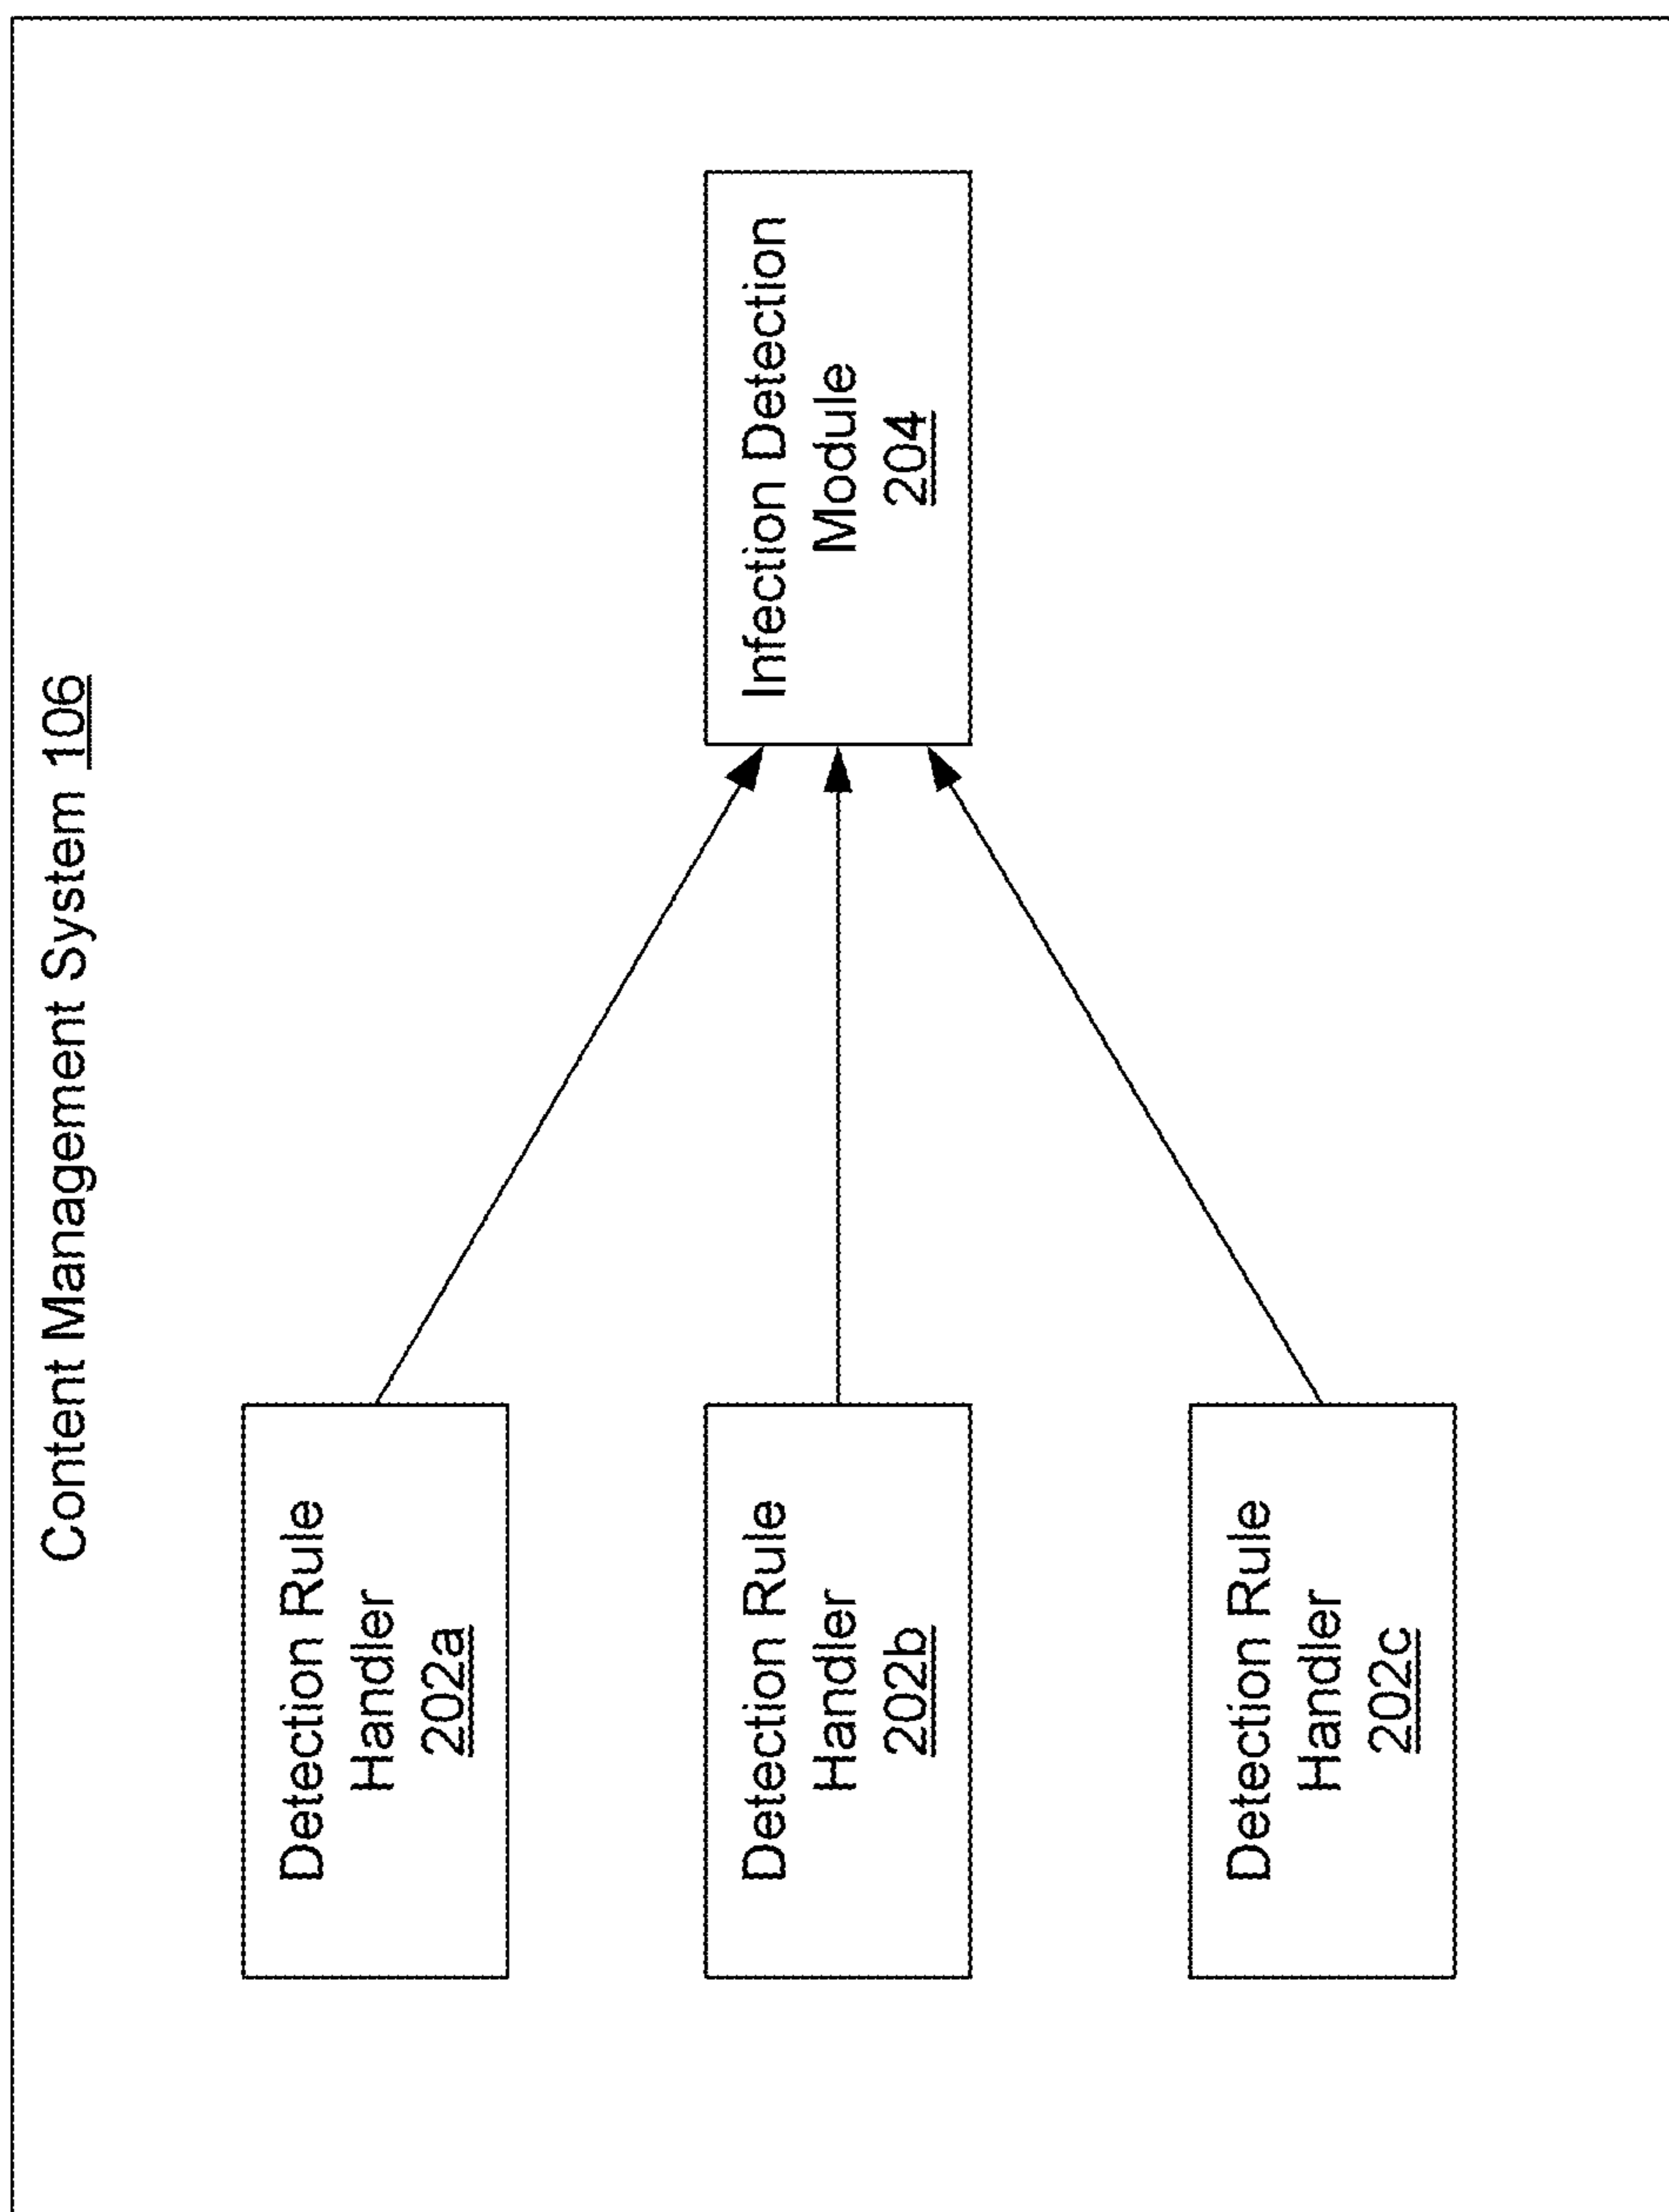 Content Management System 106
Detection Rule
Handler
202a
Detection Rule
Handler
202b
Detection Rule
Handler
202c
Infection Detection
Module
204